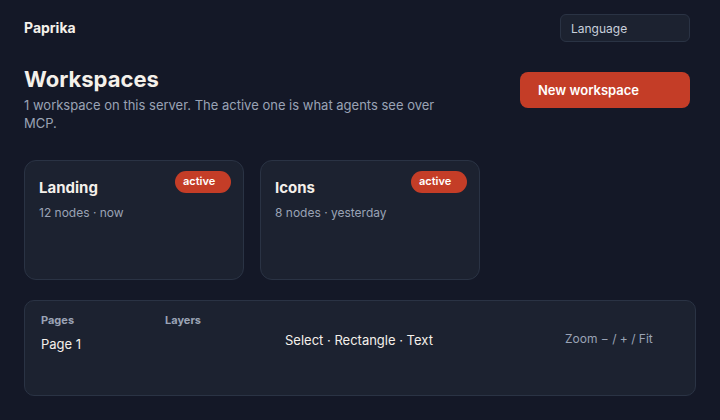 Paprika
Language
Workspaces
1 workspace on this server. The active one is what agents see over
MCP.
New workspace
Landing
active
12 nodes · now
Icons
active
8 nodes · yesterday
Pages
Layers
Page 1
Select · Rectangle · Text
Zoom − / + / Fit